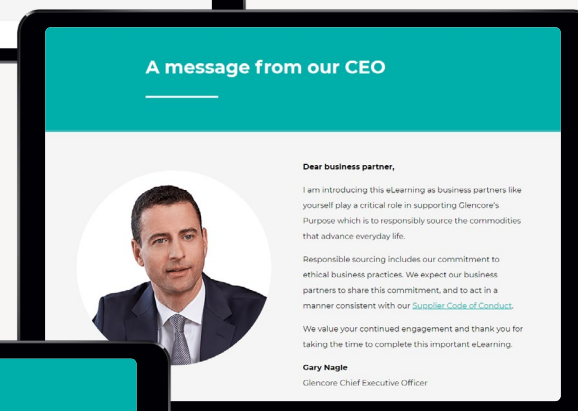 A message from our CEO
Dear business partner,
I am introducing this eLearning as business partners like
yourself play a critical role in supporting Glencore's
Purpose which is to responsibly source the commodities
that advance everyday life.
Responsible sourcing includes our commitment to
ethical business practices. We expect our business
partners to share this commitment, and to act in a
manner consistent with our Supplier Code of Conduct.
We value your continued engagement and thank you for
taking the time to complete this important eLearning.
Gary Nagle
Glencore Chief Executive Officer